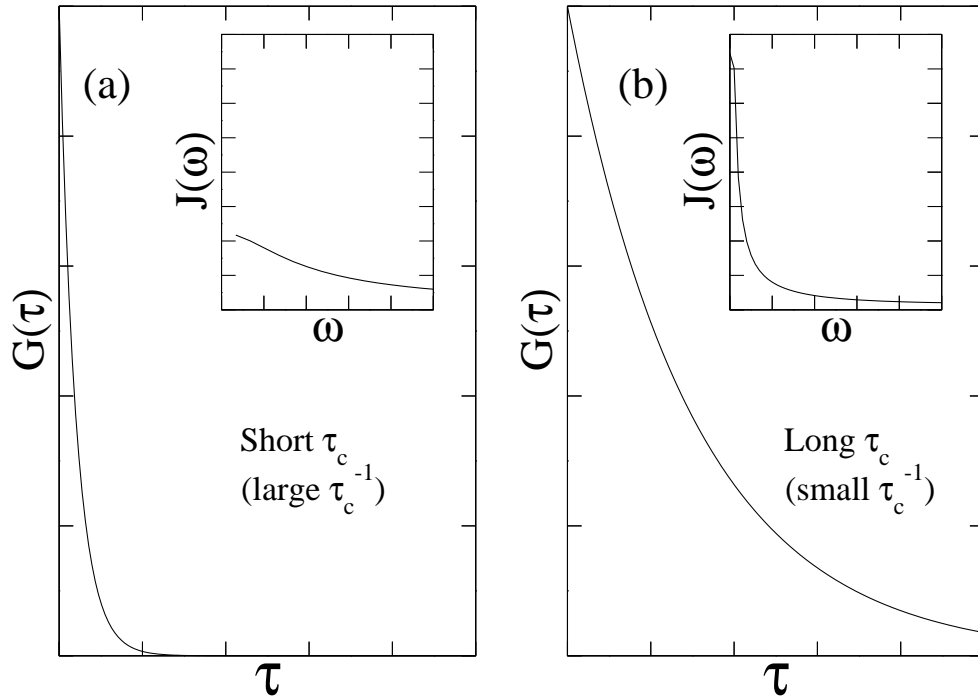 (a)
J(ω)
ω
G(τ)
Short τc
(large τc-1)
τ
(b)
J(ω)
ω
G(τ)
Long τc
(small τc-1)
τ